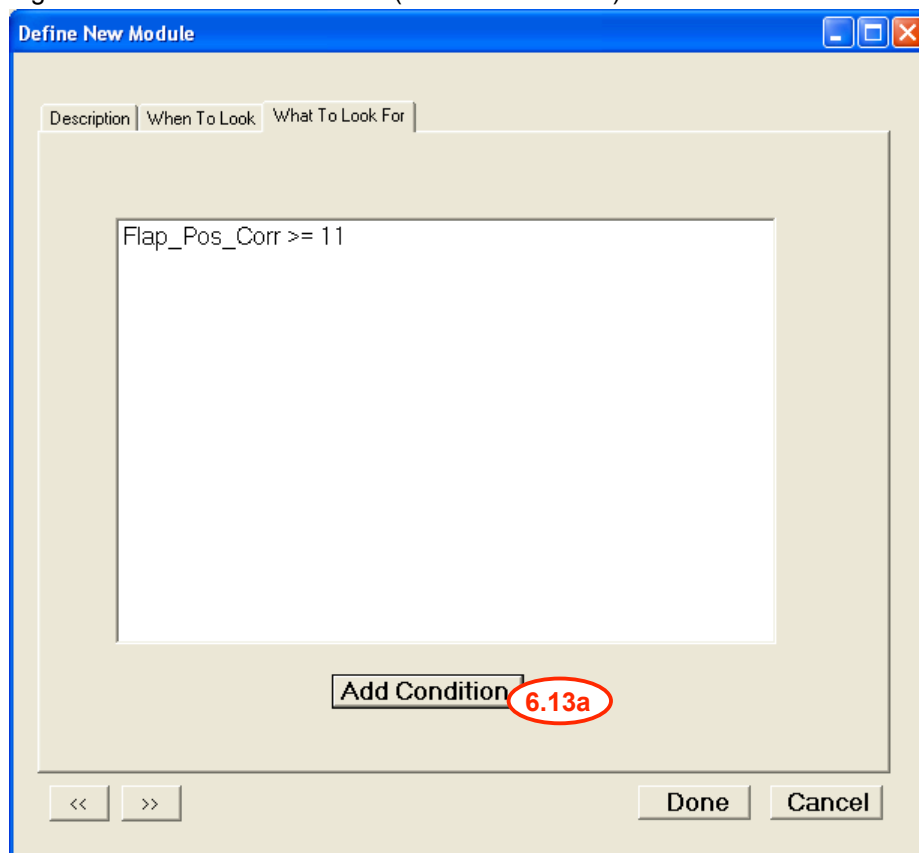 Define New Module
Description When To Look What To Look For
Flap_Pos_Corr >= 11
Add Condition 6.13a
<< >> Done Cancel